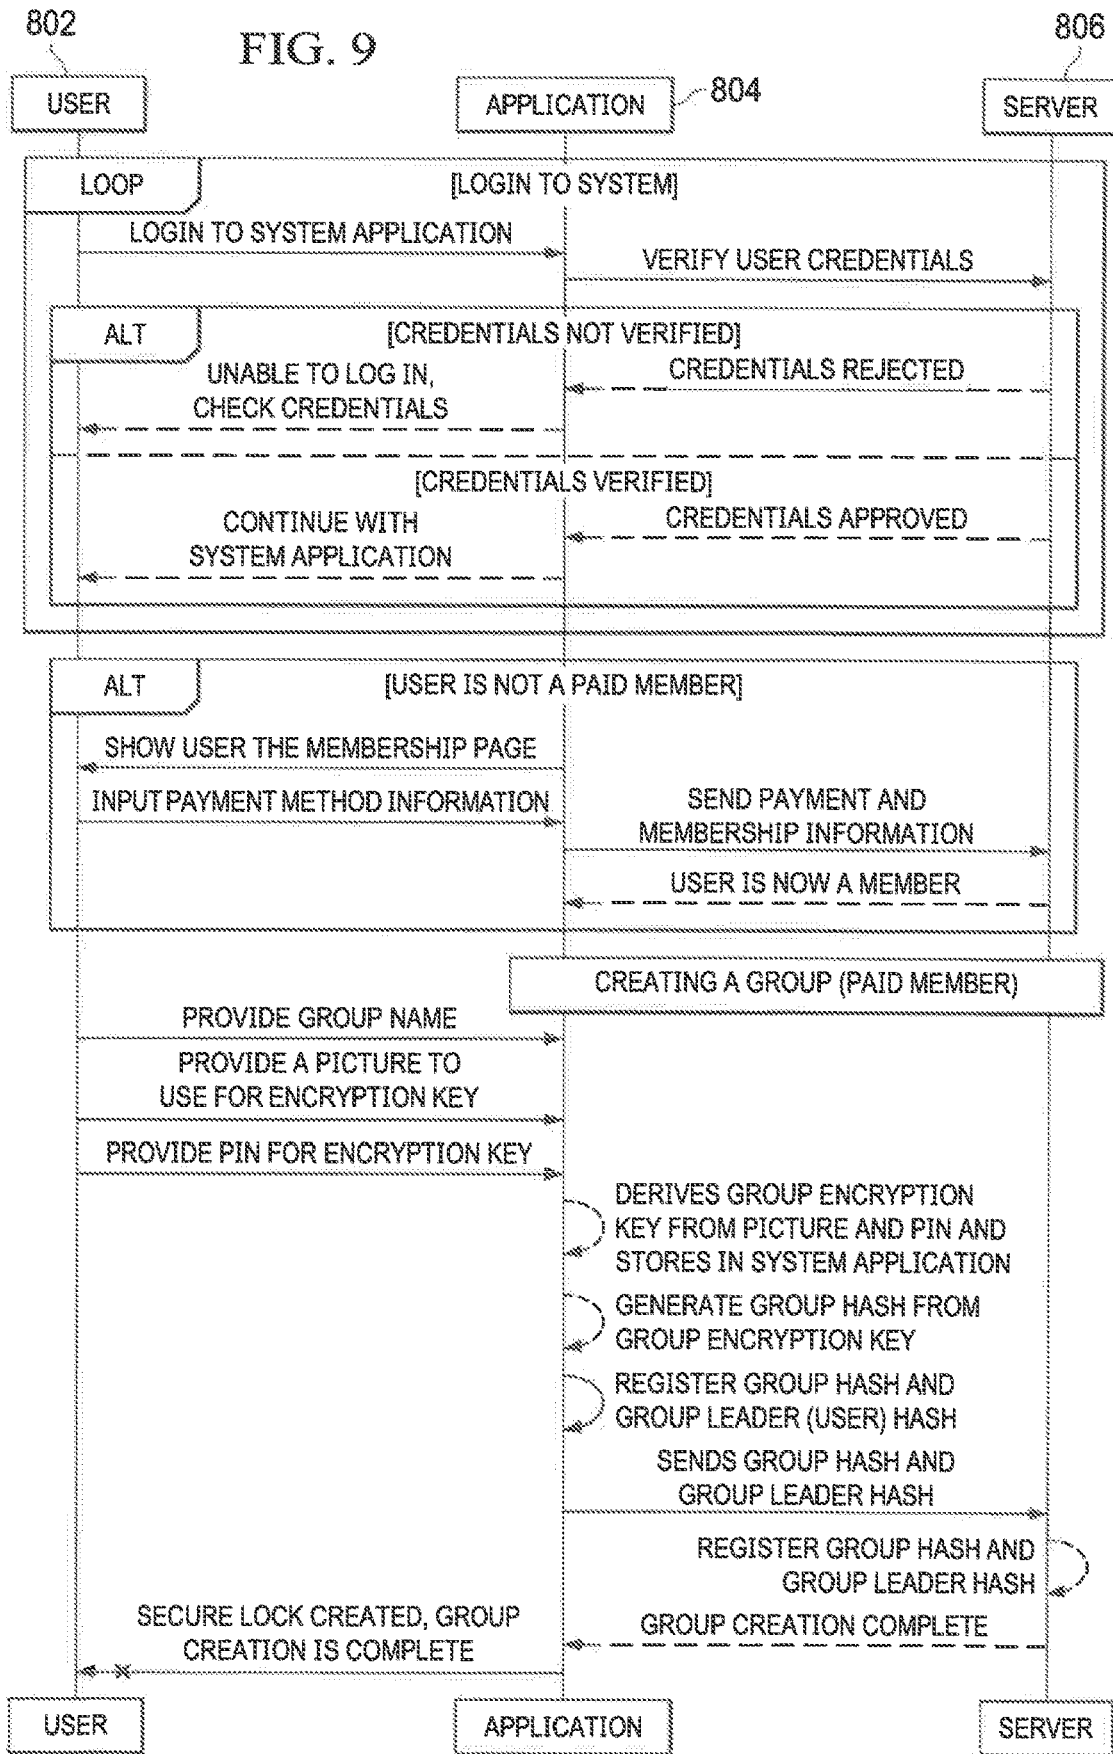 802
FIG. 9
806
USER
APPLICATION
804
SERVER
LOOP
[LOGIN TO SYSTEM]
LOGIN TO SYSTEM APPLICATION
VERIFY USER CREDENTIALS
ALT
[CREDENTIALS NOT VERIFIED]
UNABLE TO LOG IN,
CHECK CREDENTIALS
CREDENTIALS REJECTED
[CREDENTIALS VERIFIED]
CONTINUE WITH
SYSTEM APPLICATION
CREDENTIALS APPROVED
ALT
[USER IS NOT A PAID MEMBER]
SHOW USER THE MEMBERSHIP PAGE
INPUT PAYMENT METHOD INFORMATION
SEND PAYMENT AND
MEMBERSHIP INFORMATION
USER IS NOW A MEMBER
CREATING A GROUP (PAID MEMBER)
PROVIDE GROUP NAME
PROVIDE A PICTURE TO
USE FOR ENCRYPTION KEY
PROVIDE PIN FOR ENCRYPTION KEY
DERIVES GROUP ENCRYPTION
KEY FROM PICTURE AND PIN AND
STORES IN SYSTEM APPLICATION
GENERATE GROUP HASH FROM
GROUP ENCRYPTION KEY
REGISTER GROUP HASH AND
GROUP LEADER (USER) HASH
SENDS GROUP HASH AND
GROUP LEADER HASH
REGISTER GROUP HASH AND
GROUP LEADER HASH
SECURE LOCK CREATED, GROUP
CREATION IS COMPLETE
GROUP CREATION COMPLETE
USER
APPLICATION
SERVER